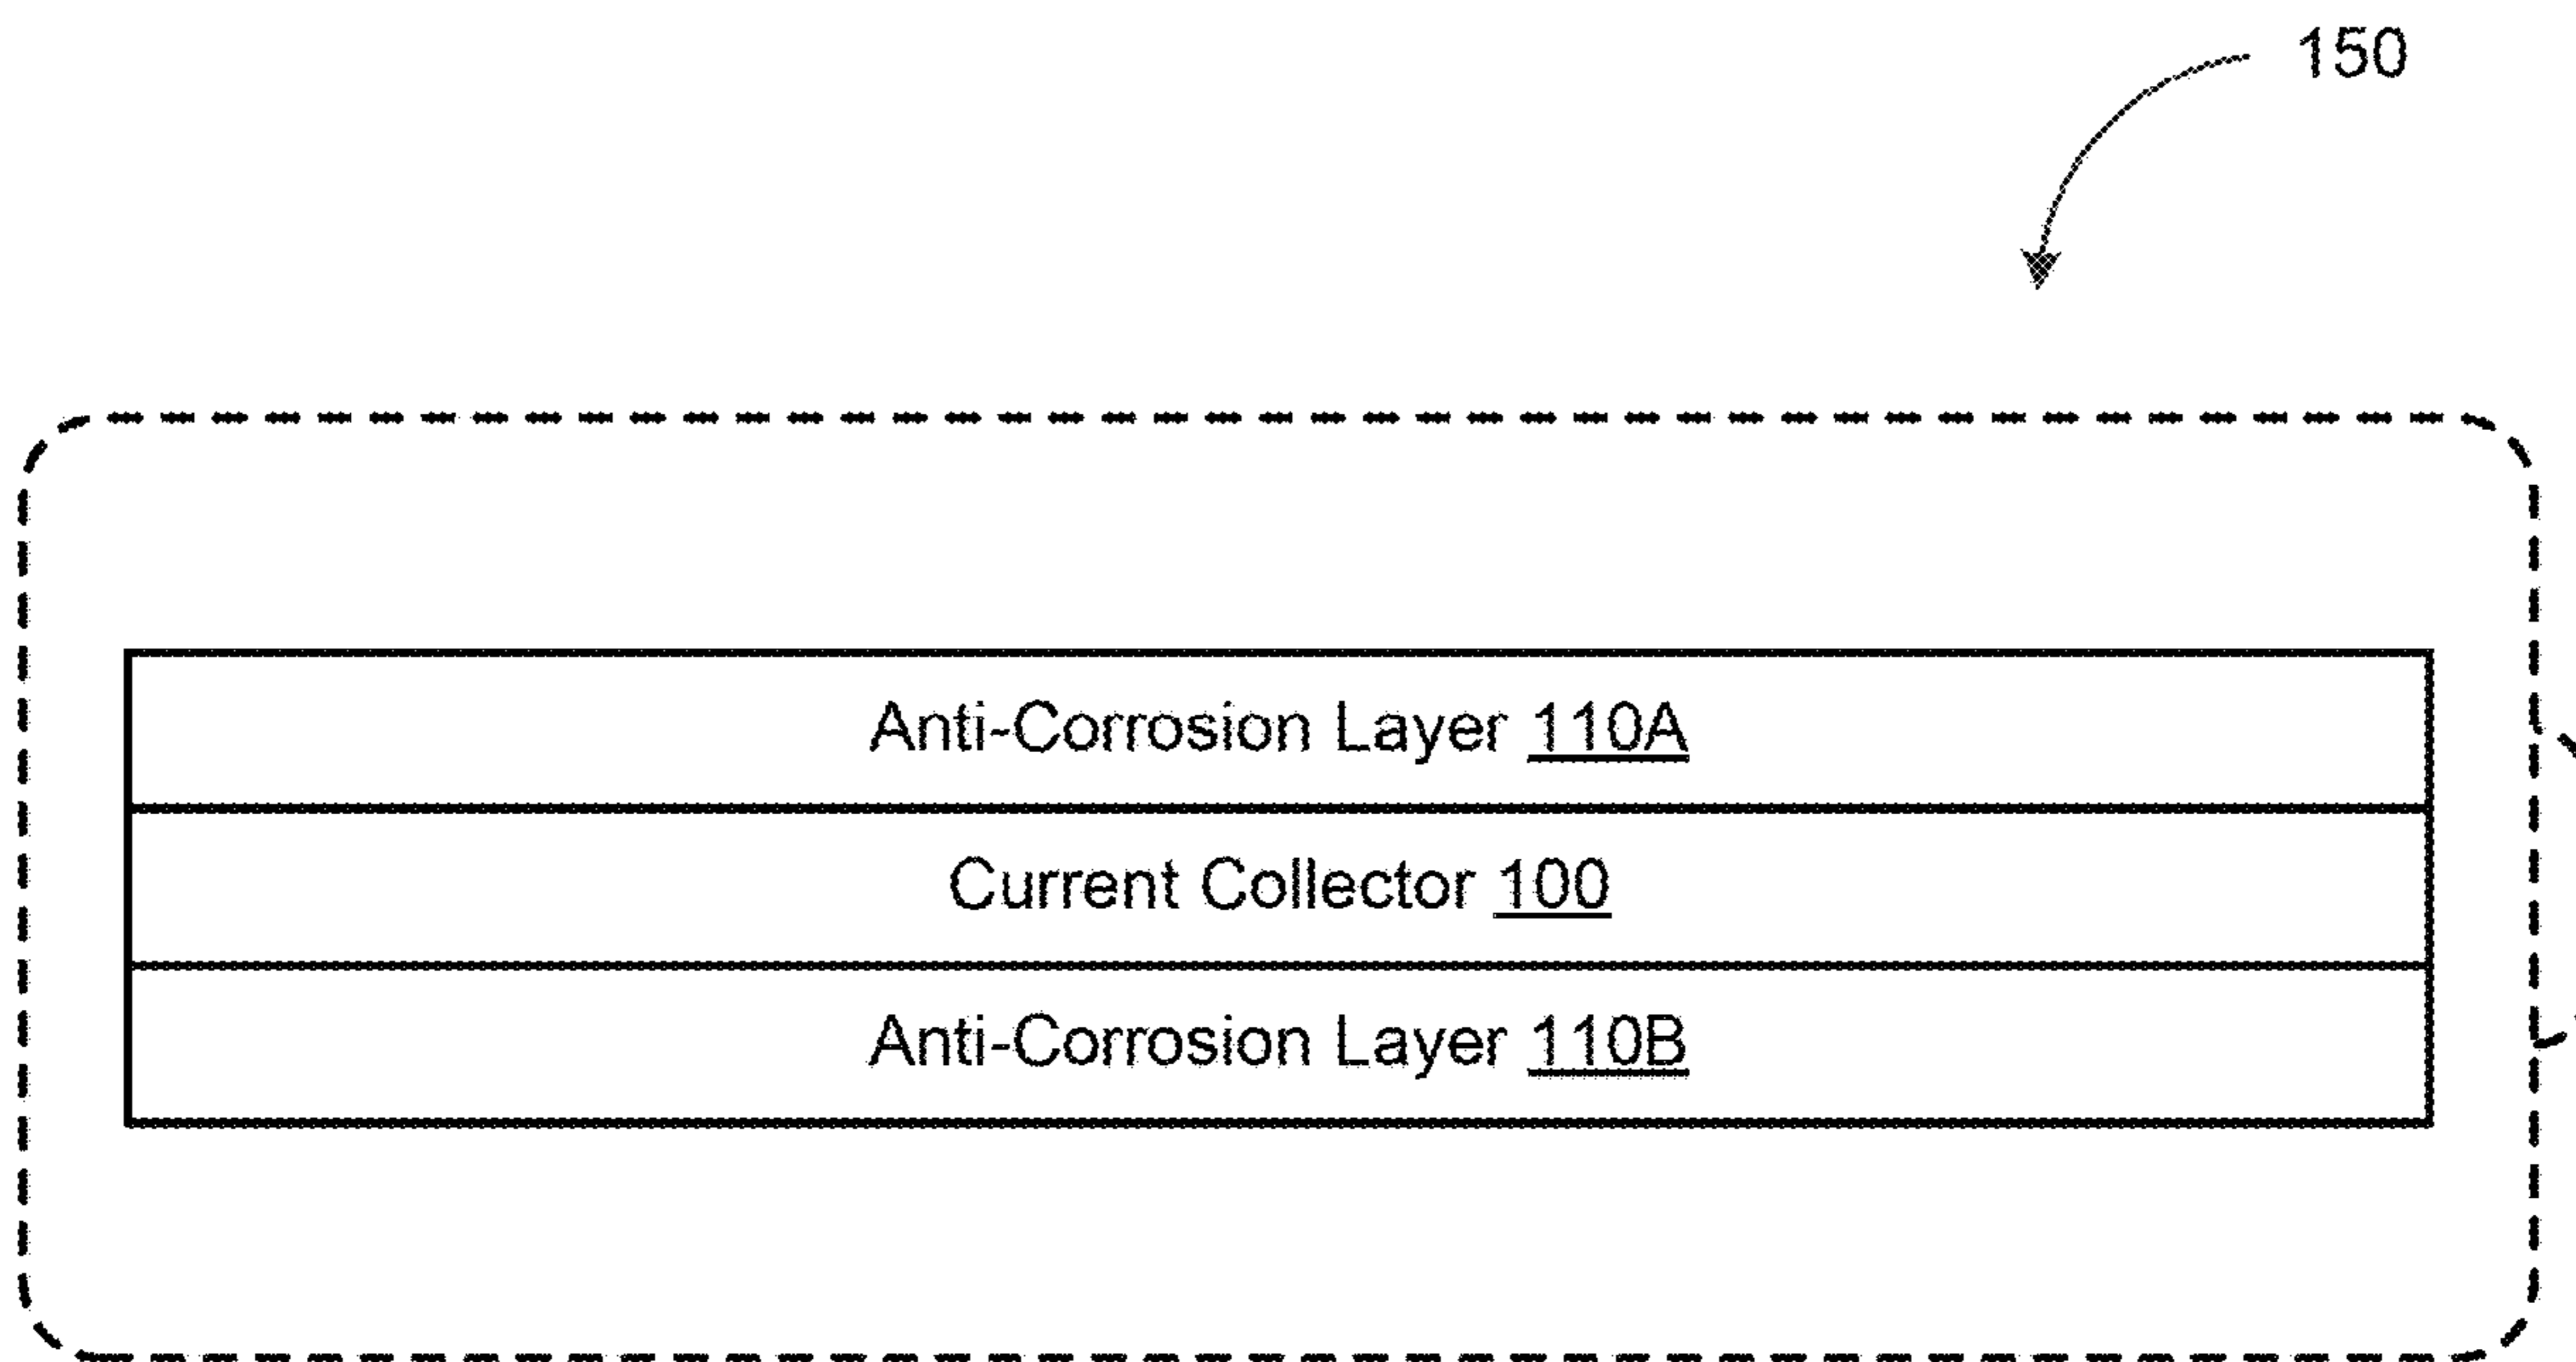 150
Anti-Corrosion Layer 110A
Current Collector 100
Anti-Corrosion Layer 110B